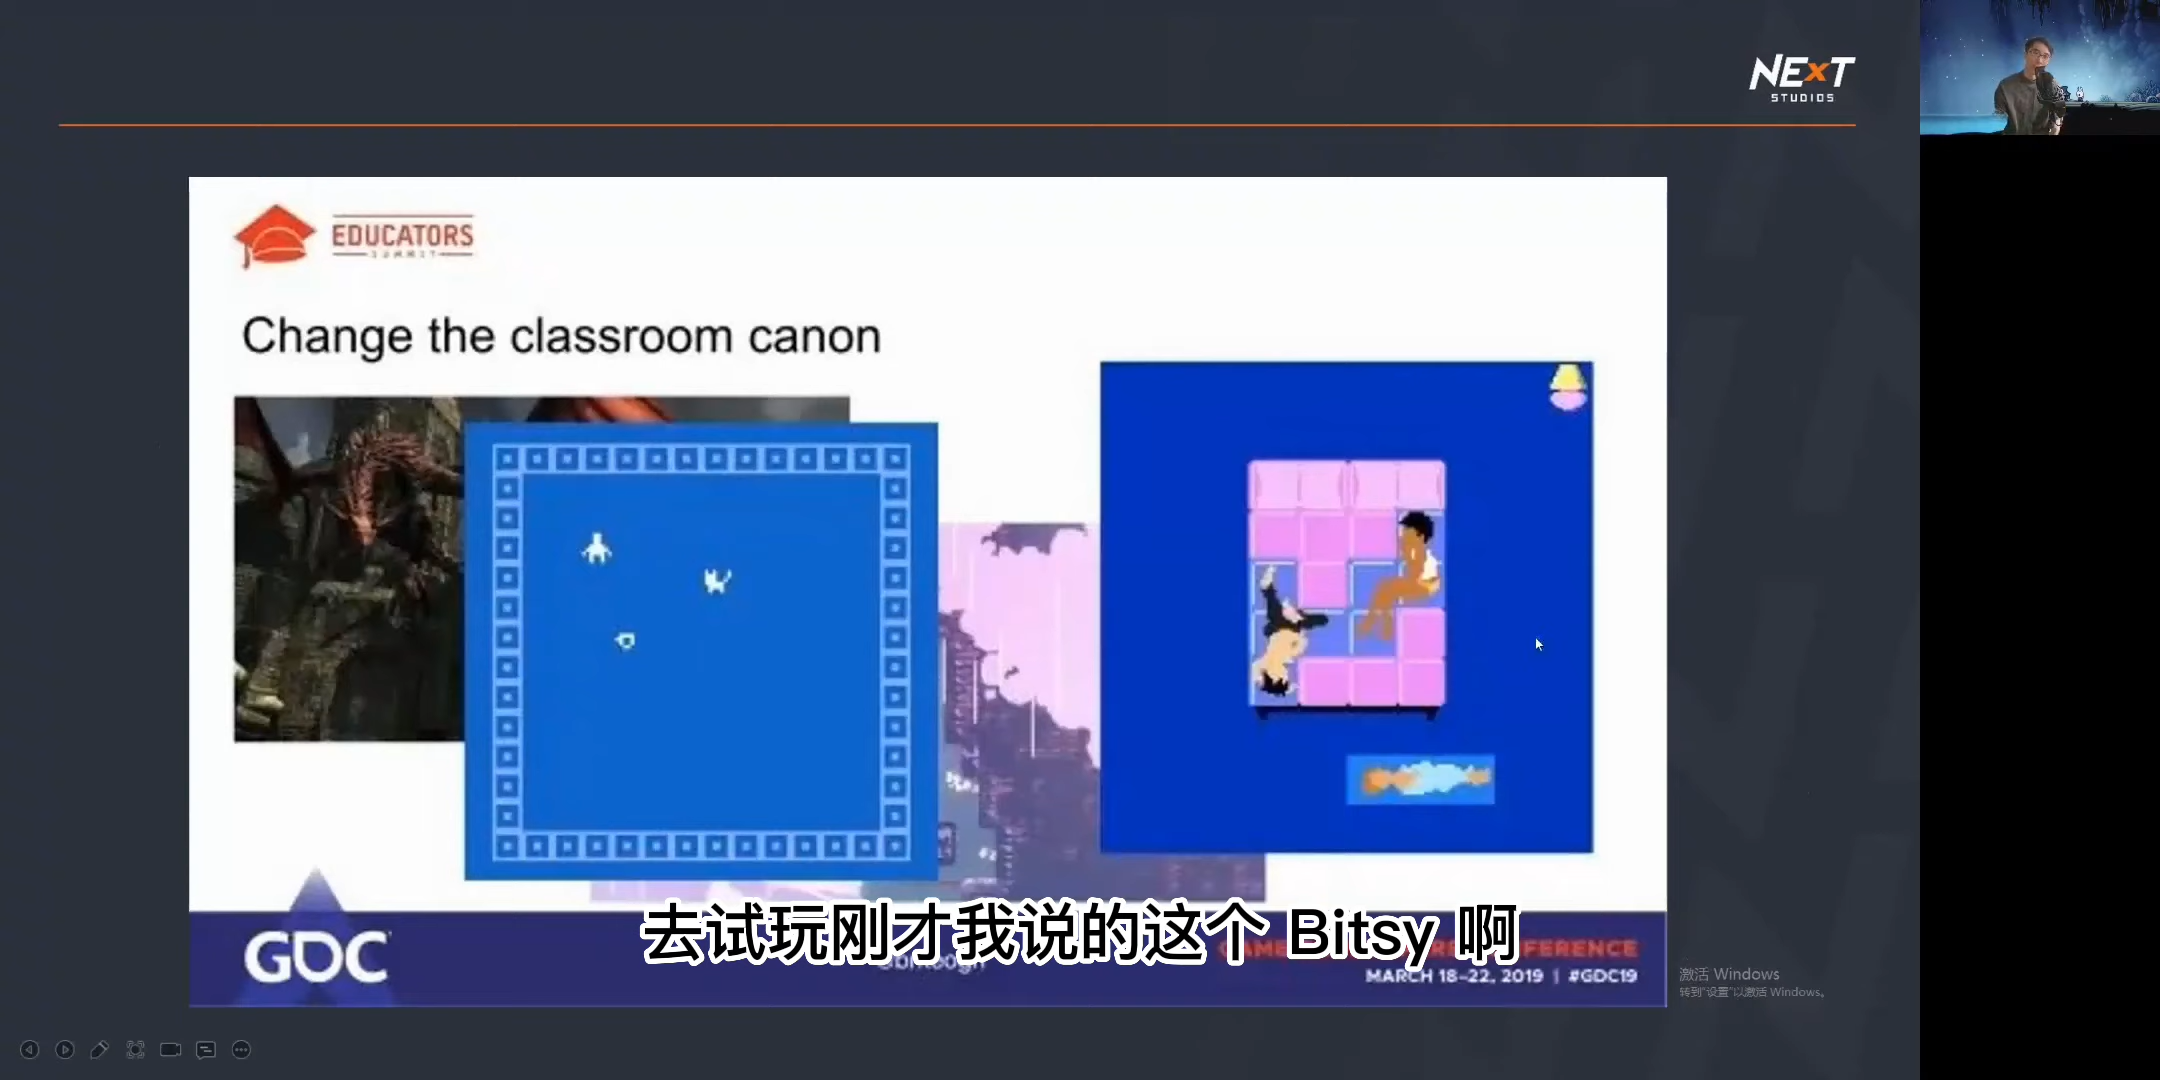 NExT
STUDIOS
EDUCATORS
SUMMIT
Change the classroom canon
去试玩刚才我说的这个 Bitsy 啊
GDC
MARCH 18-22, 2019 | #GDC19
激活 Windows
转到"设置"以激活 Windows。